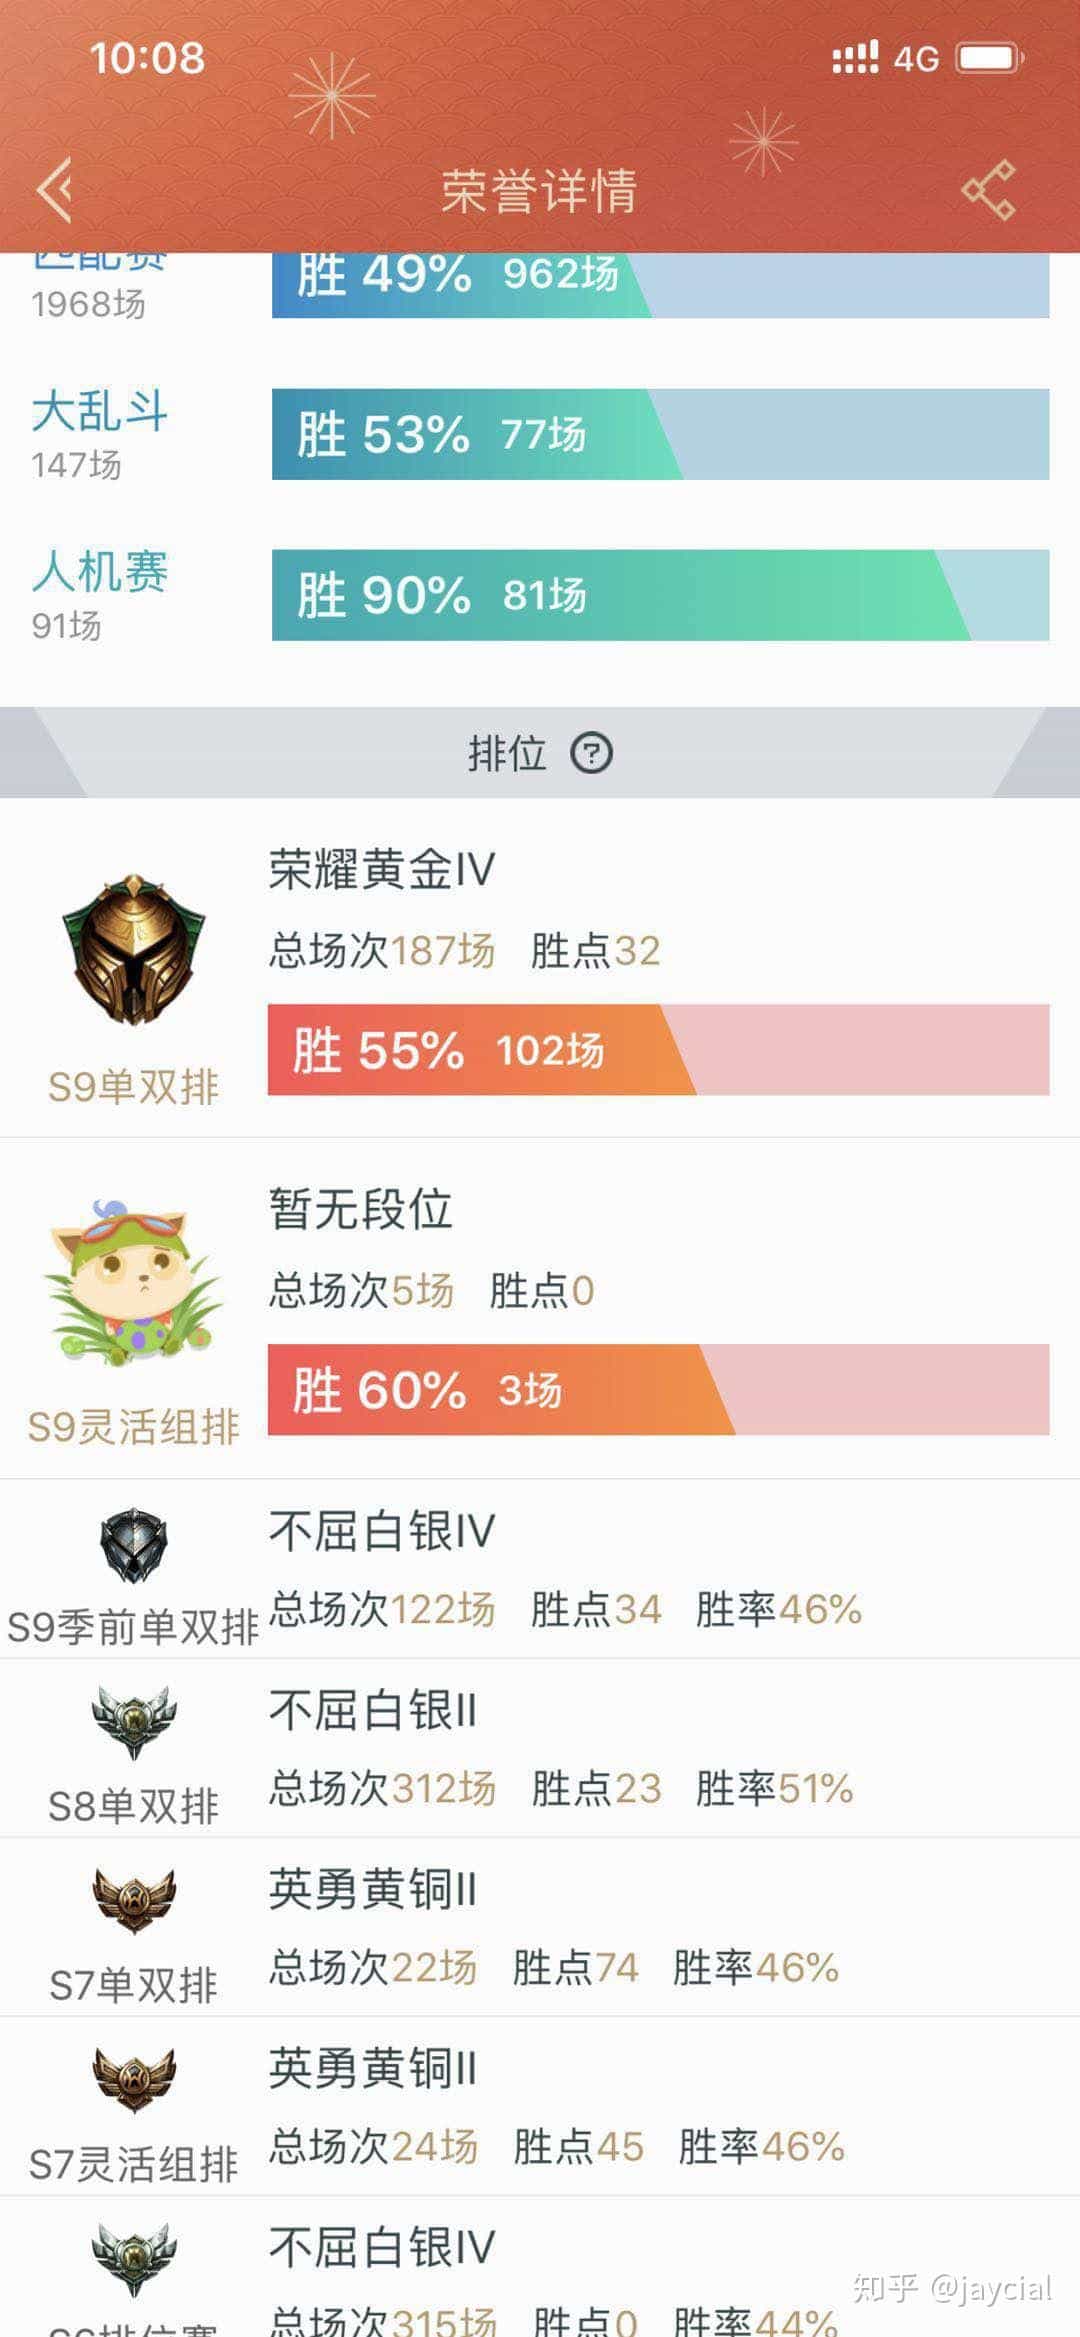 10:08 4G
荣誉详情
匹配赛
1968场
胜 49% 962场
大乱斗
147场
胜 53% 77场
人机赛
91场
胜 90% 81场
排位 ?
荣耀黄金IV
总场次187场 胜点32
胜 55% 102场
S9单双排
暂无段位
总场次5场 胜点0
胜 60% 3场
S9灵活组排
不屈白银IV
总场次122场 胜点34 胜率46%
S9季前单双排
不屈白银II
总场次312场 胜点23 胜率51%
S8单双排
英勇黄铜II
总场次22场 胜点74 胜率46%
S7单双排
英勇黄铜II
总场次24场 胜点45 胜率46%
S7灵活组排
不屈白银IV
总场次315场 胜点0 胜率44%
S6排位赛
知乎 @jaycial